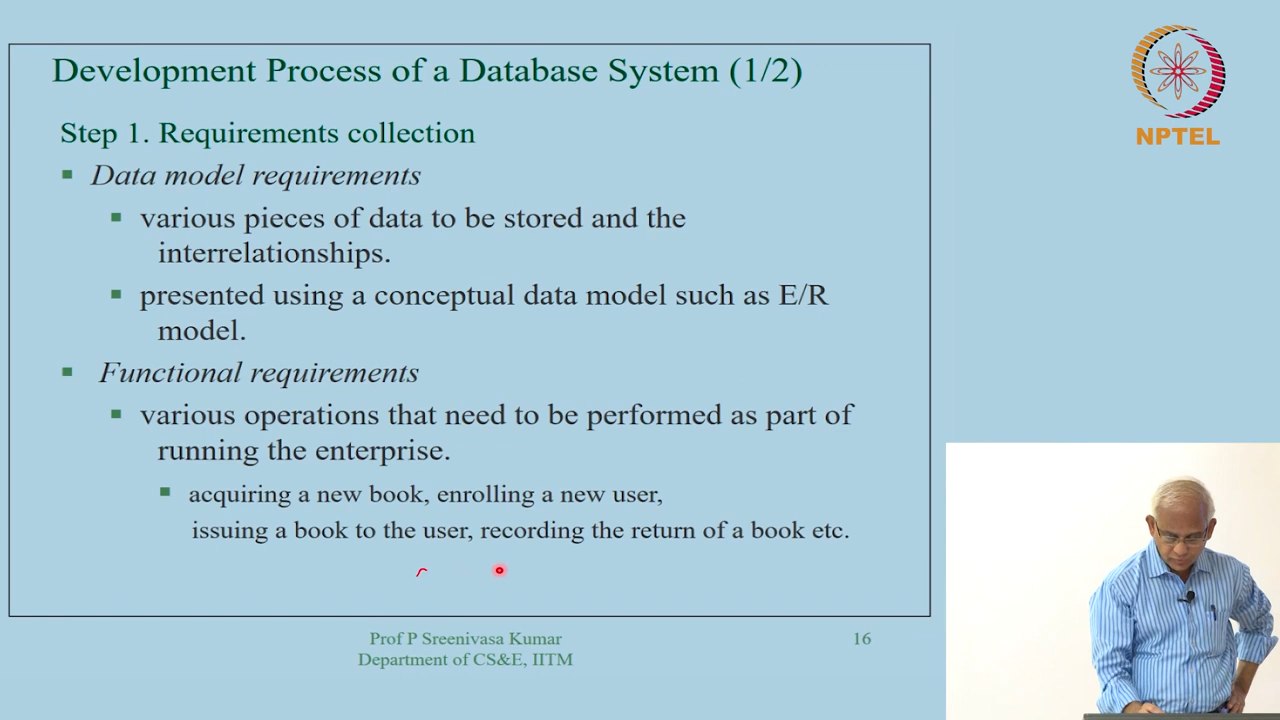 Development Process of a Database System (1/2)
Step 1. Requirements collection
Data model requirements
various pieces of data to be stored and the
interrelationships.
presented using a conceptual data model such as E/R
model.
Functional requirements
various operations that need to be performed as part of
running the enterprise.
acquiring a new book, enrolling a new user,
issuing a book to the user, recording the return of a book etc.
Prof P Sreenivasa Kumar
Department of CS&E, IITM
16
NPTEL